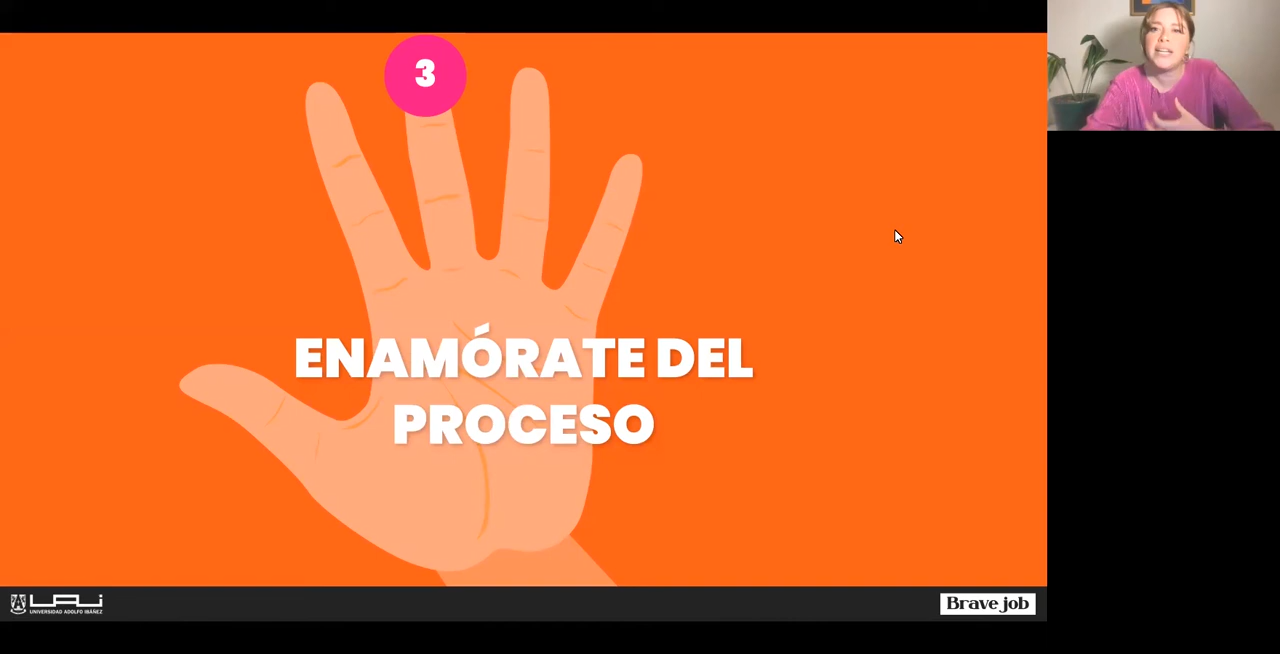 3
ENAMÓRATE DEL
PROCESO
UAI
UNIVERSIDAD ADOLFO IBÁÑEZ
Brave job